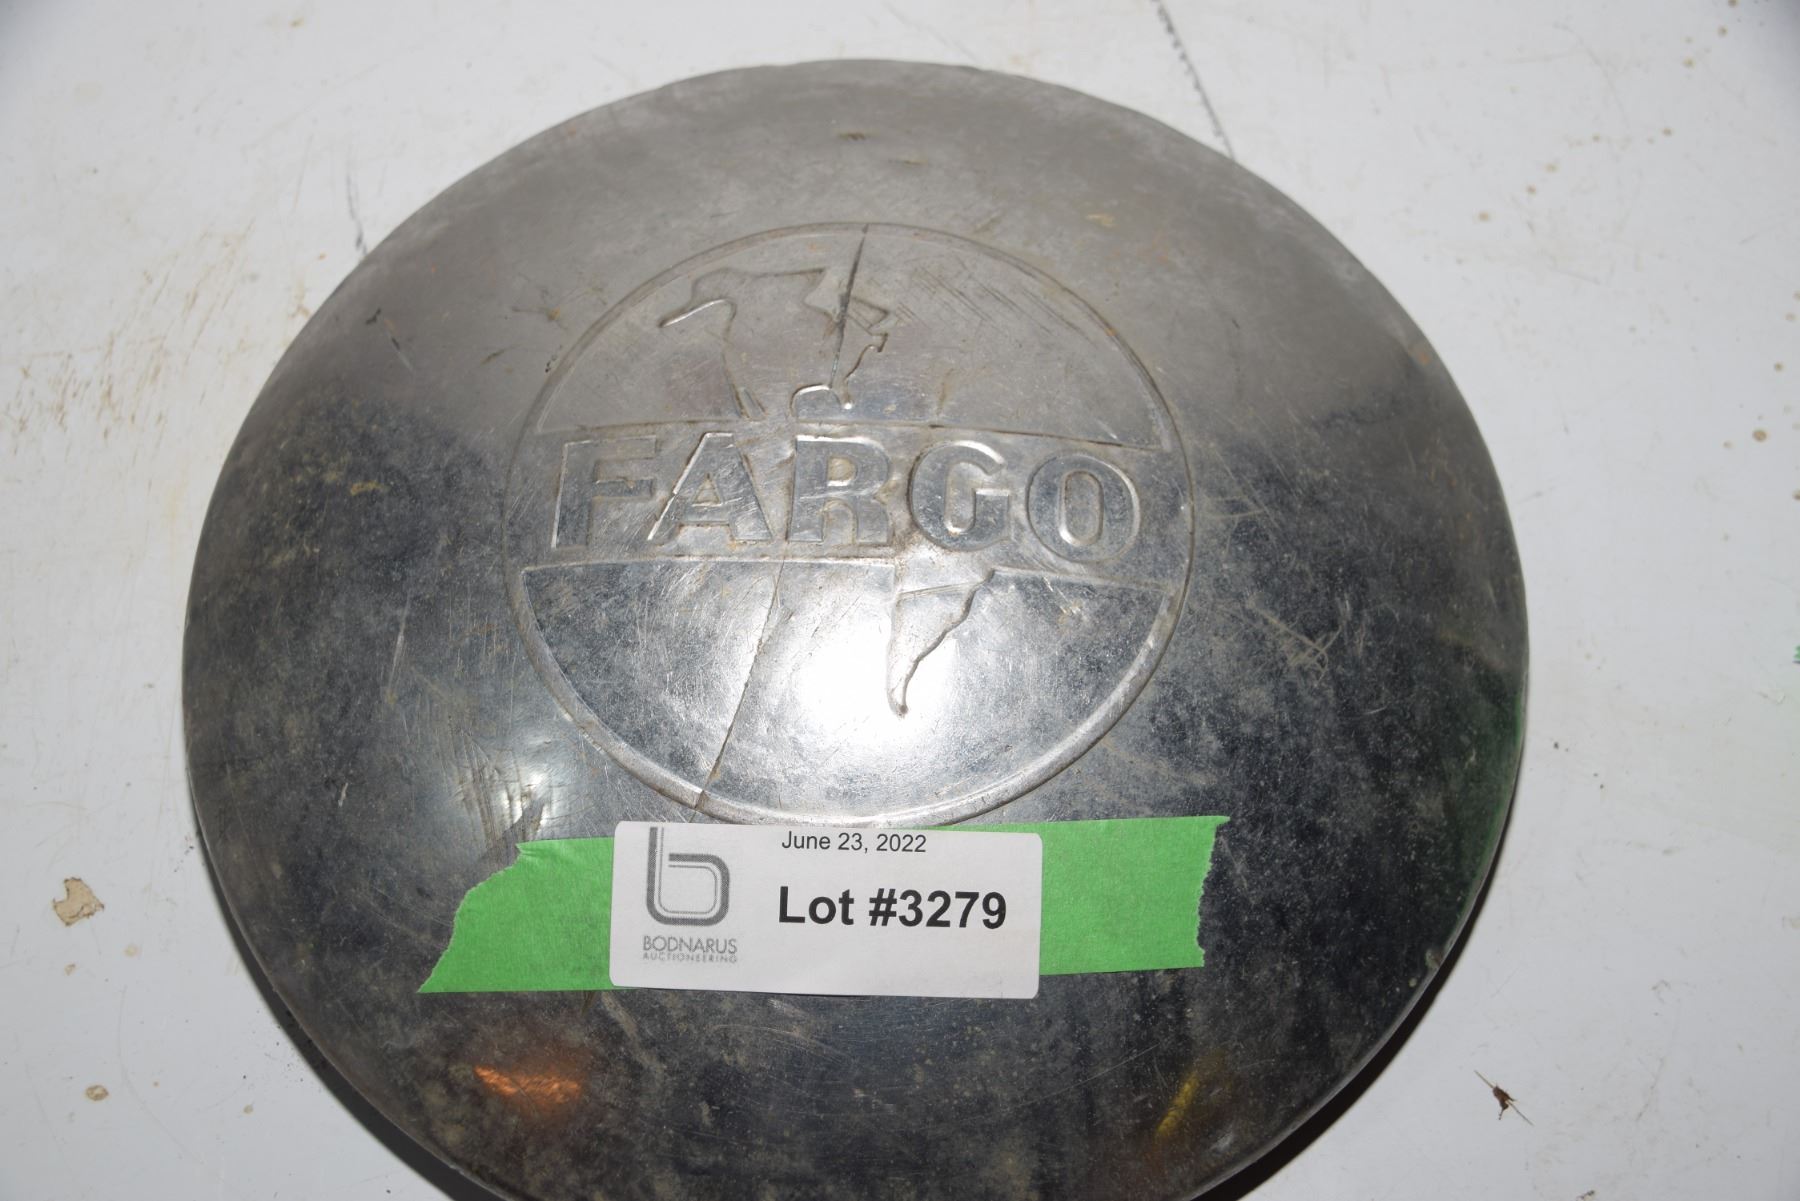 FARGO
June 23, 2022
Lot #3279
BODNARUS
AUCTIONEERING